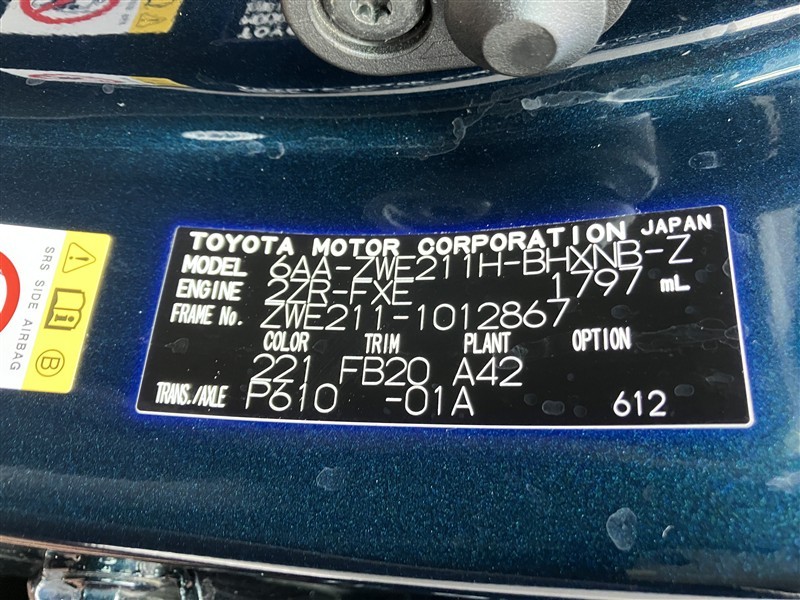 TOYOTA MOTOR CORPORATION JAPAN
MODEL 6AA-ZWE211H-BHXNB-Z
ENGINE 2ZR-FXE 1797 mL
FRAME No. ZWE211-1012867
COLOR TRIM PLANT OPTION
221 FB20 A42
TRANS./AXLE P610 -01A 612
SRS SIDE AIRBAG
B